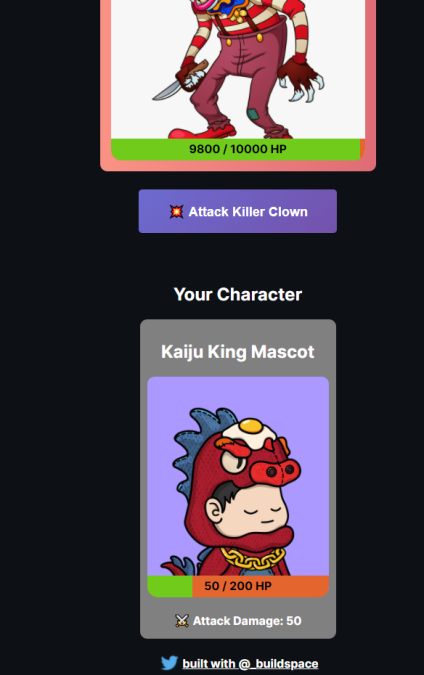 9800 / 10000 HP
💥 Attack Killer Clown
Your Character
Kaiju King Mascot
50 / 200 HP
⚔️ Attack Damage: 50
built with @_buildspace